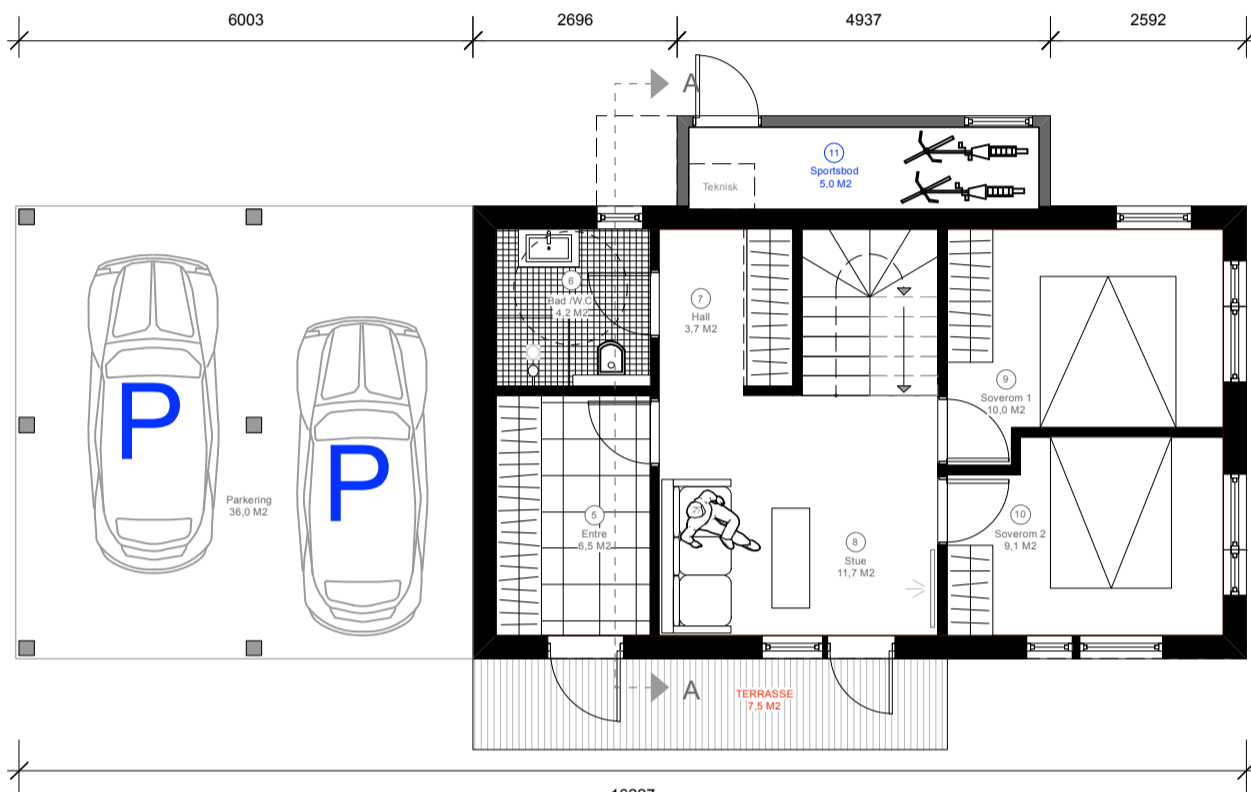 6003
2696
4937
2592
A
11
Sportsbod
5,0 M2
Teknisk
6
Bad /W.C
4,2 M2
7
Hall
3,7 M2
9
Soverom 1
10,0 M2
P
P
Parkering
36,0 M2
5
Entre
6,5 M2
8
Stue
11,7 M2
10
Soverom 2
9,1 M2
A
TERRASSE
7,5 M2